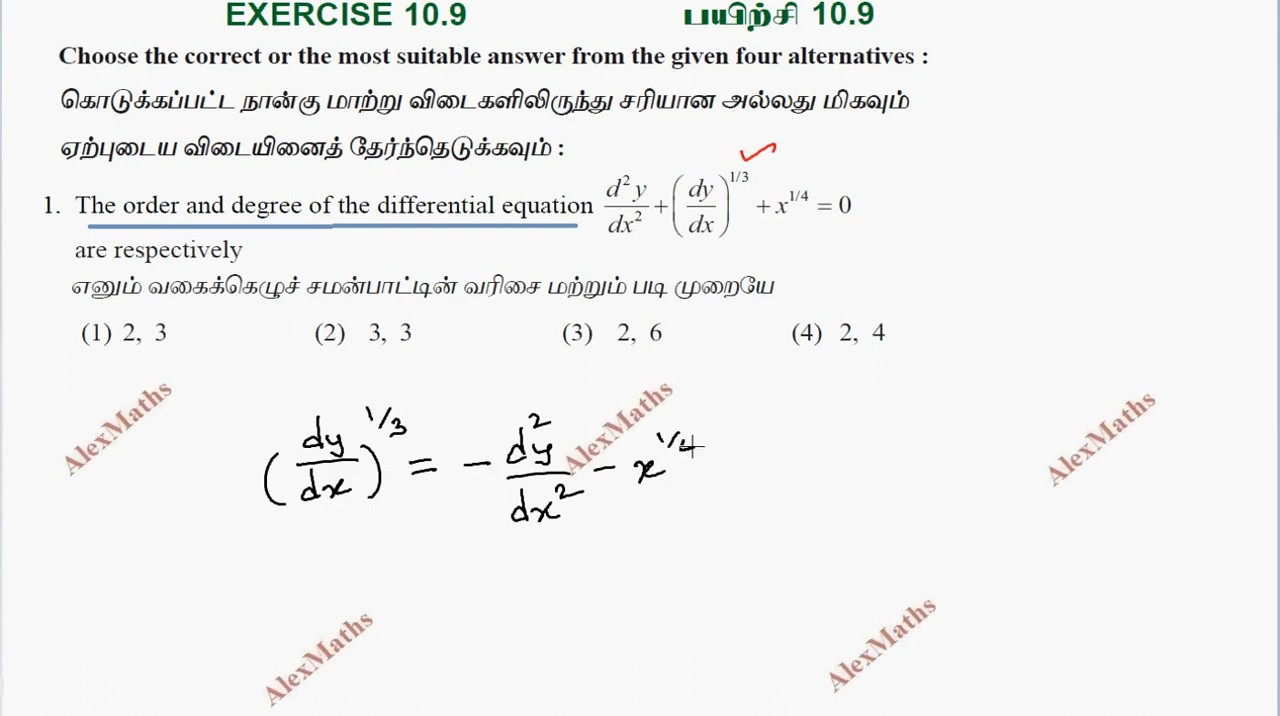 EXERCISE 10.9 பயிற்சி 10.9
Choose the correct or the most suitable answer from the given four alternatives :
கொடுக்கப்பட்ட நான்கு மாற்று விடைகளிலிருந்து சரியான அல்லது மிகவும்
ஏற்புடைய விடையினைத் தேர்ந்தெடுக்கவும் :
1. The order and degree of the differential equation d²y/dx² + (dy/dx)^1/3 + x^1/4 = 0
are respectively
எனும் வகைக்கெழுச் சமன்பாட்டின் வரிசை மற்றும் படி முறையே
(1) 2, 3 (2) 3, 3 (3) 2, 6 (4) 2, 4
(dy/dx)^1/3 = - d²y/dx² - x^1/4
AlexMaths AlexMaths AlexMaths
AlexMaths AlexMaths